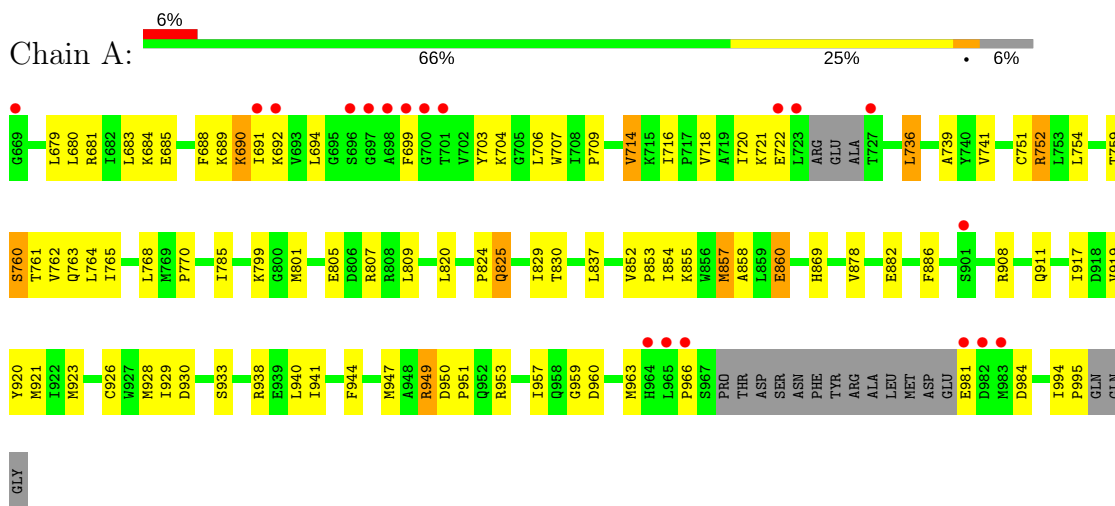 6%
Chain A:
66% 25% • 6%
G669 L679 L680 R681 I682 L683 K684 E685 F688 K689 K690 I691 K692 V693 L694 G695 S696 G697 A698 F699 G700 T701 V702 Y703 K704 G705 L706 W707 I708 P709 V714 K715 I716 P717 V718 A719 I720 K721 E722 L723 ARG GLU ALA T727 L736 A739 Y740 V741 C751 R752 L753 L754 T759
S760 T761 V762 Q763 L764 I765 L768 M769 P770 I785 K799 G800 M801 E805 D806 R807 R808 L809 L820 P824 Q825 I829 T830 L837 V852 P853 I854 K855 W856 M857 A858 L859 E860 H869 V878 E882 F886 S901 R908 Q911 I917 D918 V919
Y920 M921 I922 M923 C926 W927 M928 I929 D930 S933 R938 E939 L940 I941 F944 M947 A948 R949 D950 P951 Q952 R953 I957 Q958 G959 D960 M963 H964 L965 P966 S967 PRO THR ASP SER ASN PHE TYR ARG ALA LEU MET ASP GLU E981 D982 M983 D984 I994 P995 GLN GLN
GLY